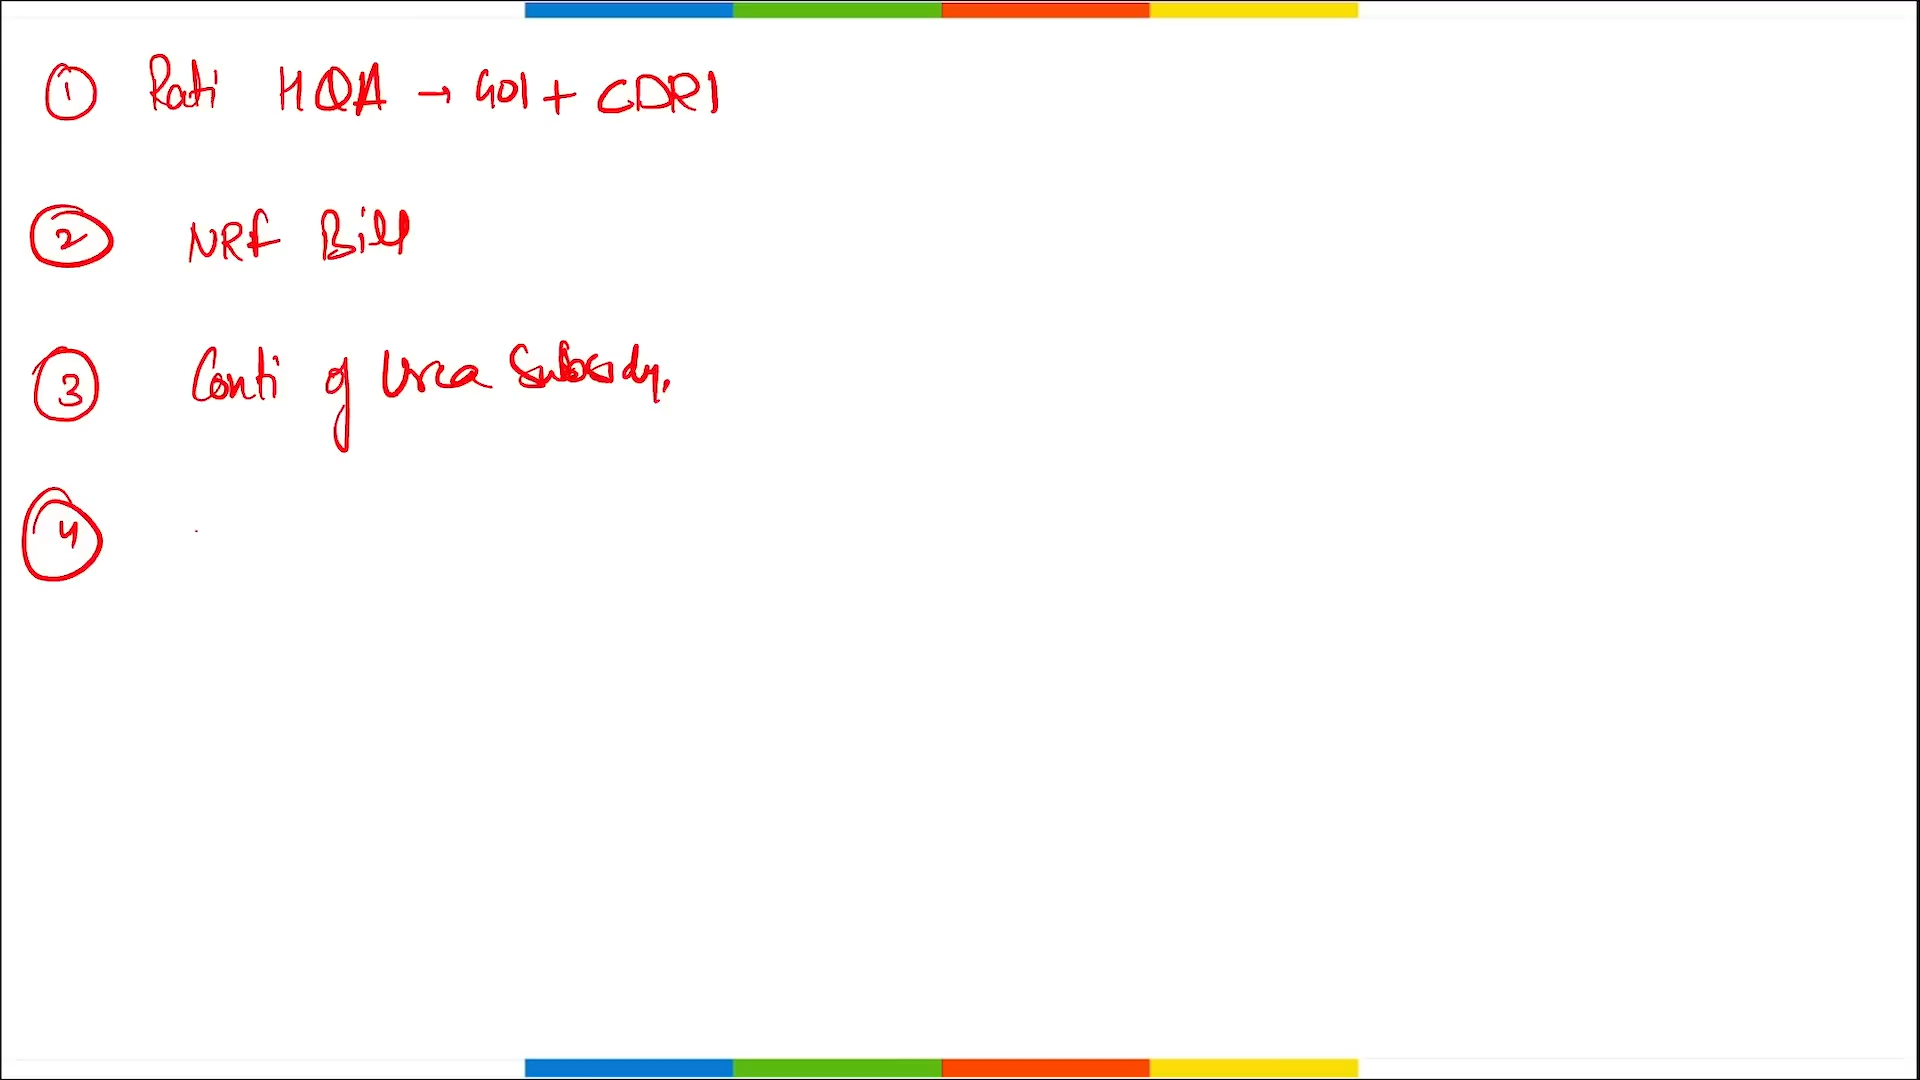 ① Rati HQA → GOI + CDRI
② NRF Bill
③ Conti of Urea Subsidy.
④